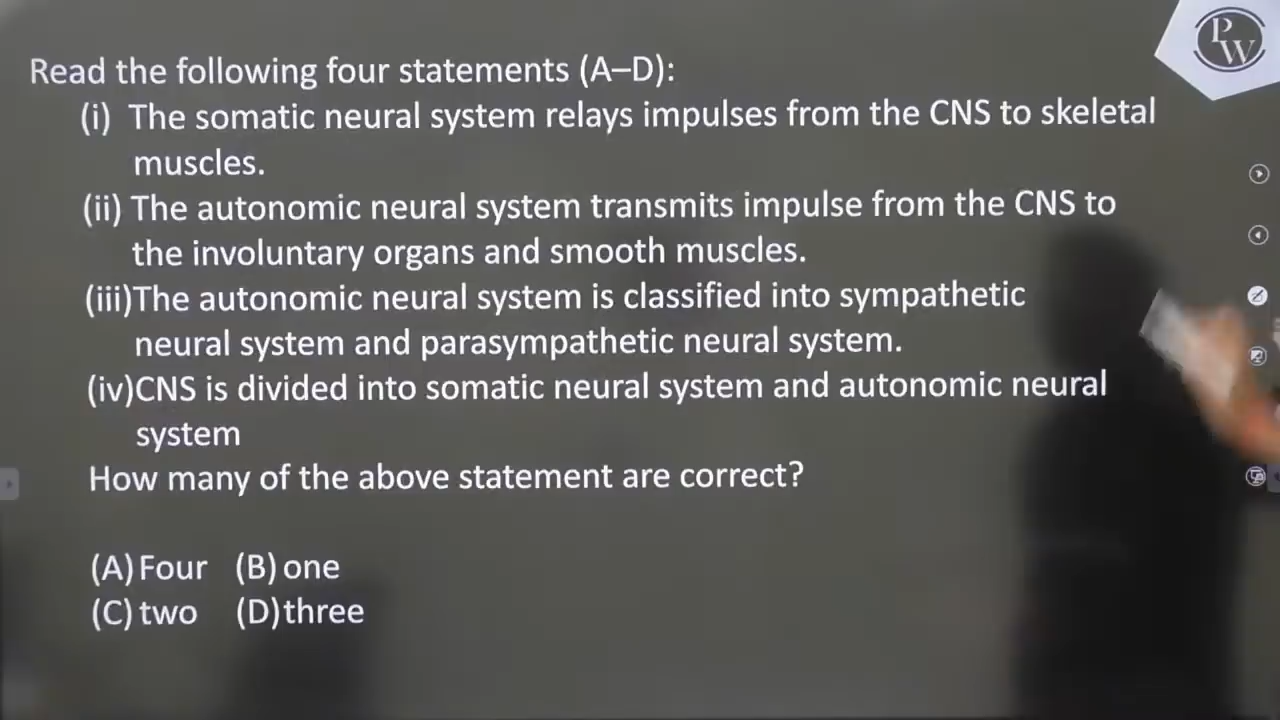 PW
Read the following four statements (A–D):
(i) The somatic neural system relays impulses from the CNS to skeletal
muscles.
(ii) The autonomic neural system transmits impulse from the CNS to
the involuntary organs and smooth muscles.
(iii)The autonomic neural system is classified into sympathetic
neural system and parasympathetic neural system.
(iv)CNS is divided into somatic neural system and autonomic neural
system
How many of the above statement are correct?
(A) Four (B) one
(C) two (D) three